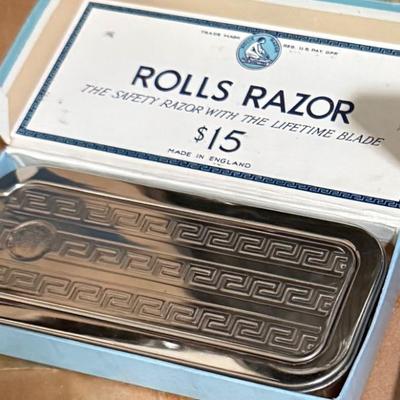 TRADE MARK REG. U.S. PAT. OFF.
ROLLS RAZOR
THE SAFETY RAZOR WITH THE LIFETIME BLADE
$15
MADE IN ENGLAND